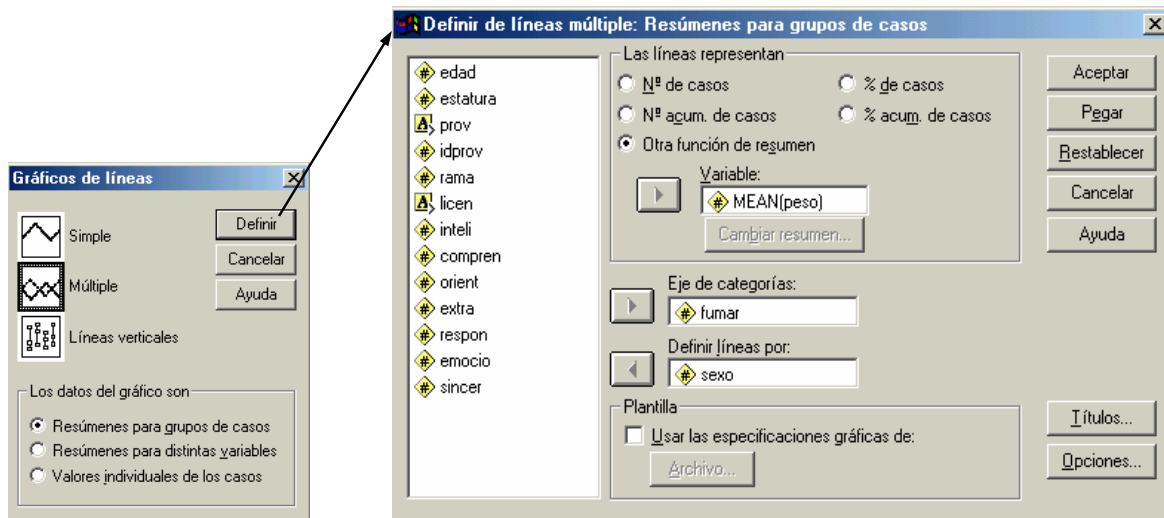 Gráficos de líneas
Simple
Múltiple
Líneas verticales
Definir
Cancelar
Ayuda
Los datos del gráfico son
Resúmenes para grupos de casos
Resúmenes para distintas variables
Valores individuales de los casos
Definir de líneas múltiple: Resúmenes para grupos de casos
edad
estatura
prov
idprov
rama
licen
inteli
compren
orient
extra
respon
emocio
sincer
Las líneas representan
Nº de casos
% de casos
Nº acum. de casos
% acum. de casos
Otra función de resumen
Variable:
MEAN(peso)
Cambiar resumen...
Eje de categorías:
fumar
Definir líneas por:
sexo
Plantilla
Usar las especificaciones gráficas de:
Archivo...
Aceptar
Pegar
Restablecer
Cancelar
Ayuda
Títulos...
Opciones...